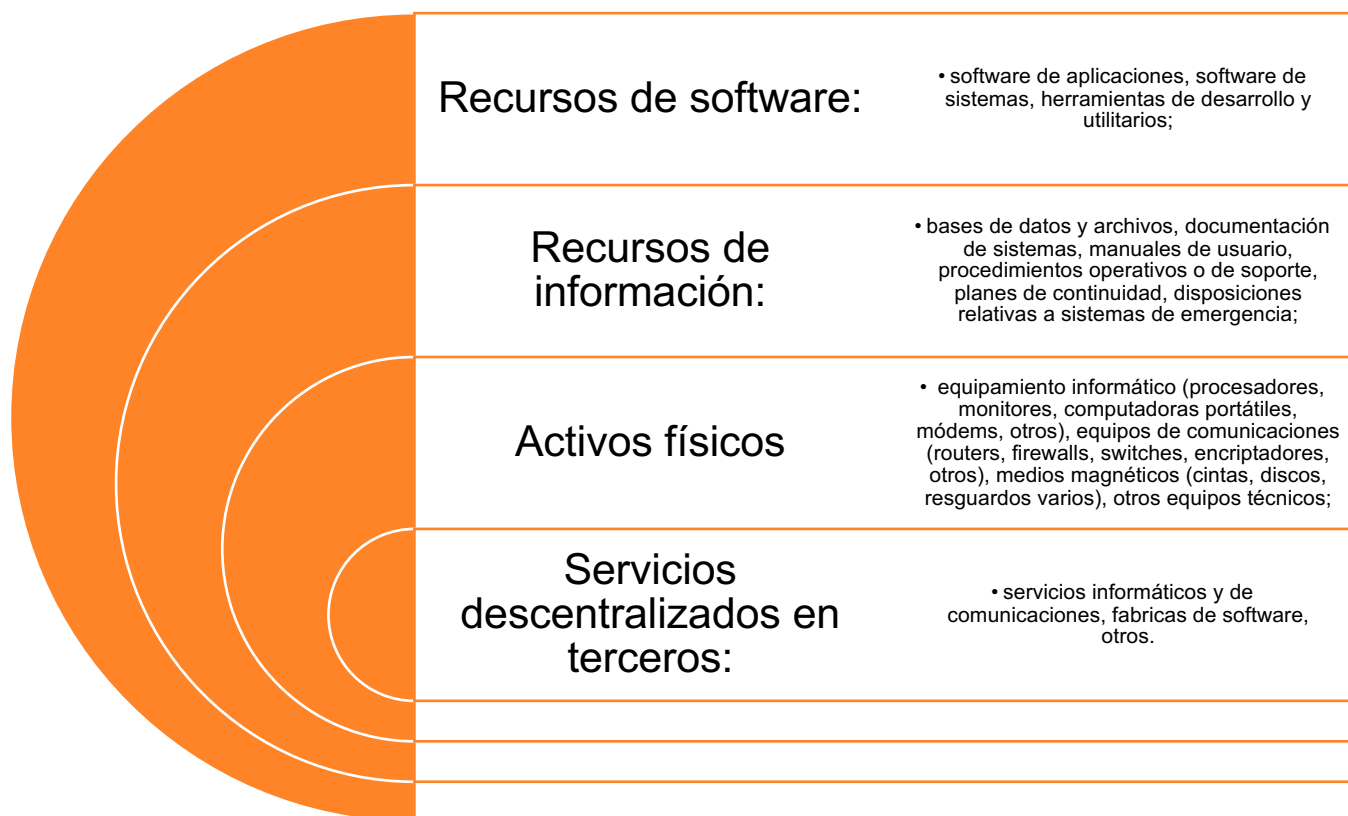 Recursos de software:
• software de aplicaciones, software de
sistemas, herramientas de desarrollo y
utilitarios;
Recursos de
información:
• bases de datos y archivos, documentación
de sistemas, manuales de usuario,
procedimientos operativos o de soporte,
planes de continuidad, disposiciones
relativas a sistemas de emergencia;
Activos físicos
• equipamiento informático (procesadores,
monitores, computadoras portátiles,
módems, otros), equipos de comunicaciones
(routers, firewalls, switches, encriptadores,
otros), medios magnéticos (cintas, discos,
resguardos varios), otros equipos técnicos;
Servicios
descentralizados en
terceros:
• servicios informáticos y de
comunicaciones, fabricas de software,
otros.